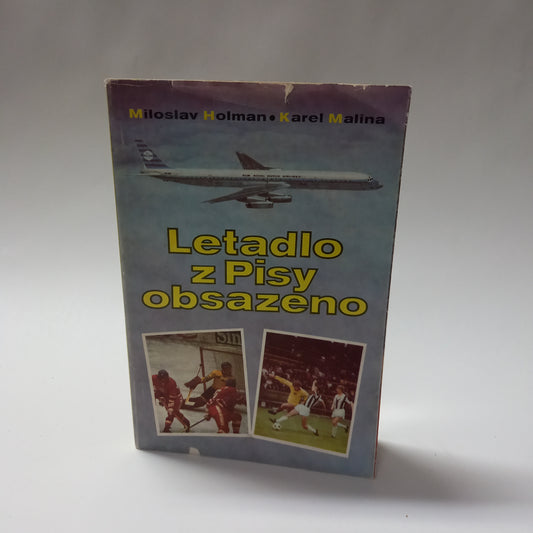 Miloslav Holman • Karel Malina
Letadlo
z Pisy
obsazeno